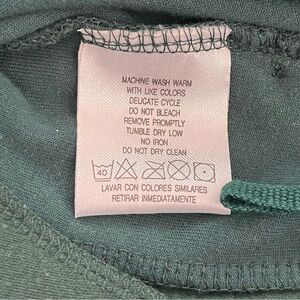 MACHINE WASH WARM
WITH LIKE COLORS
DELICATE CYCLE
DO NOT BLEACH
REMOVE PROMPTLY
TUMBLE DRY LOW
NO IRON
DO NOT DRY CLEAN
40
LAVAR CON COLORES SIMILARES
RETIRAR INMEDIATAMENTE